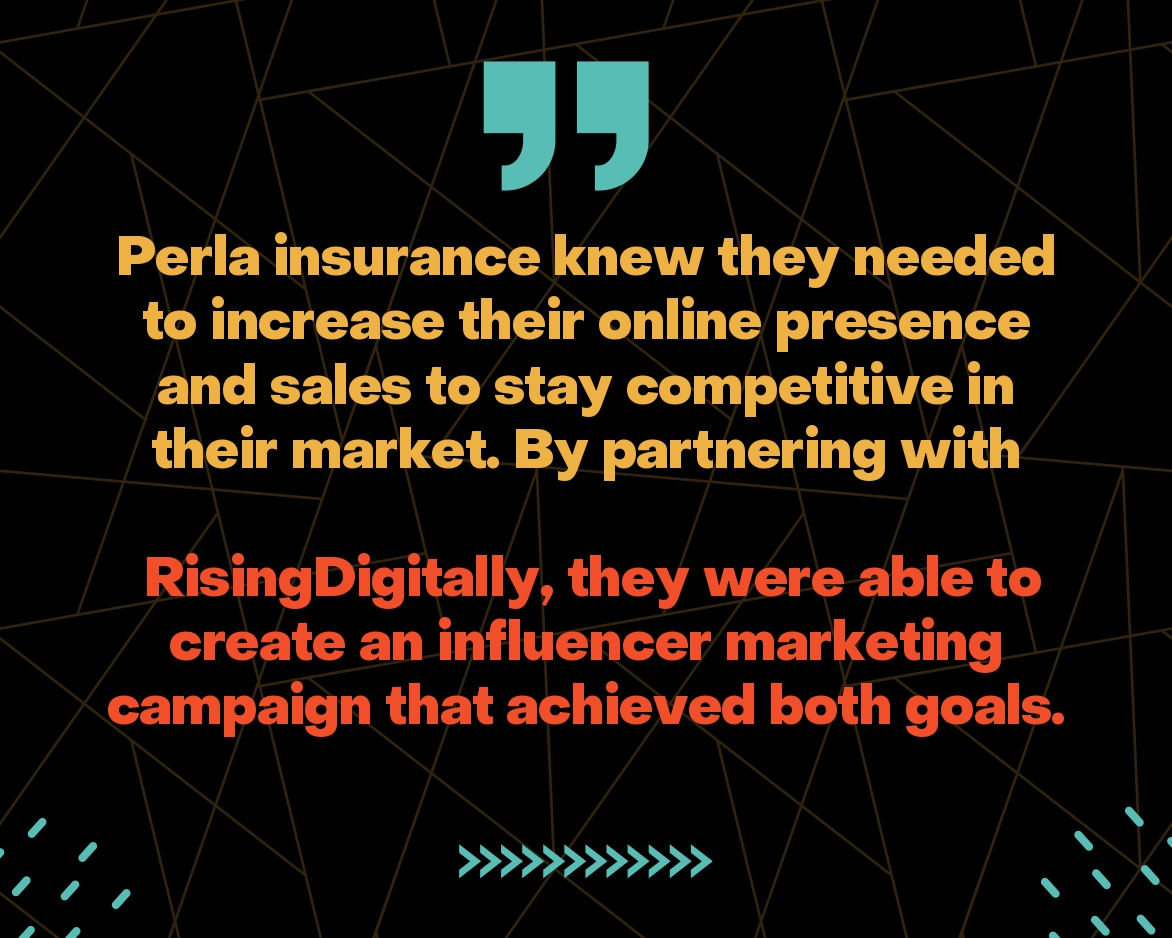 Perla insurance knew they needed
to increase their online presence
and sales to stay competitive in
their market. By partnering with
RisingDigitally, they were able to
create an influencer marketing
campaign that achieved both goals.